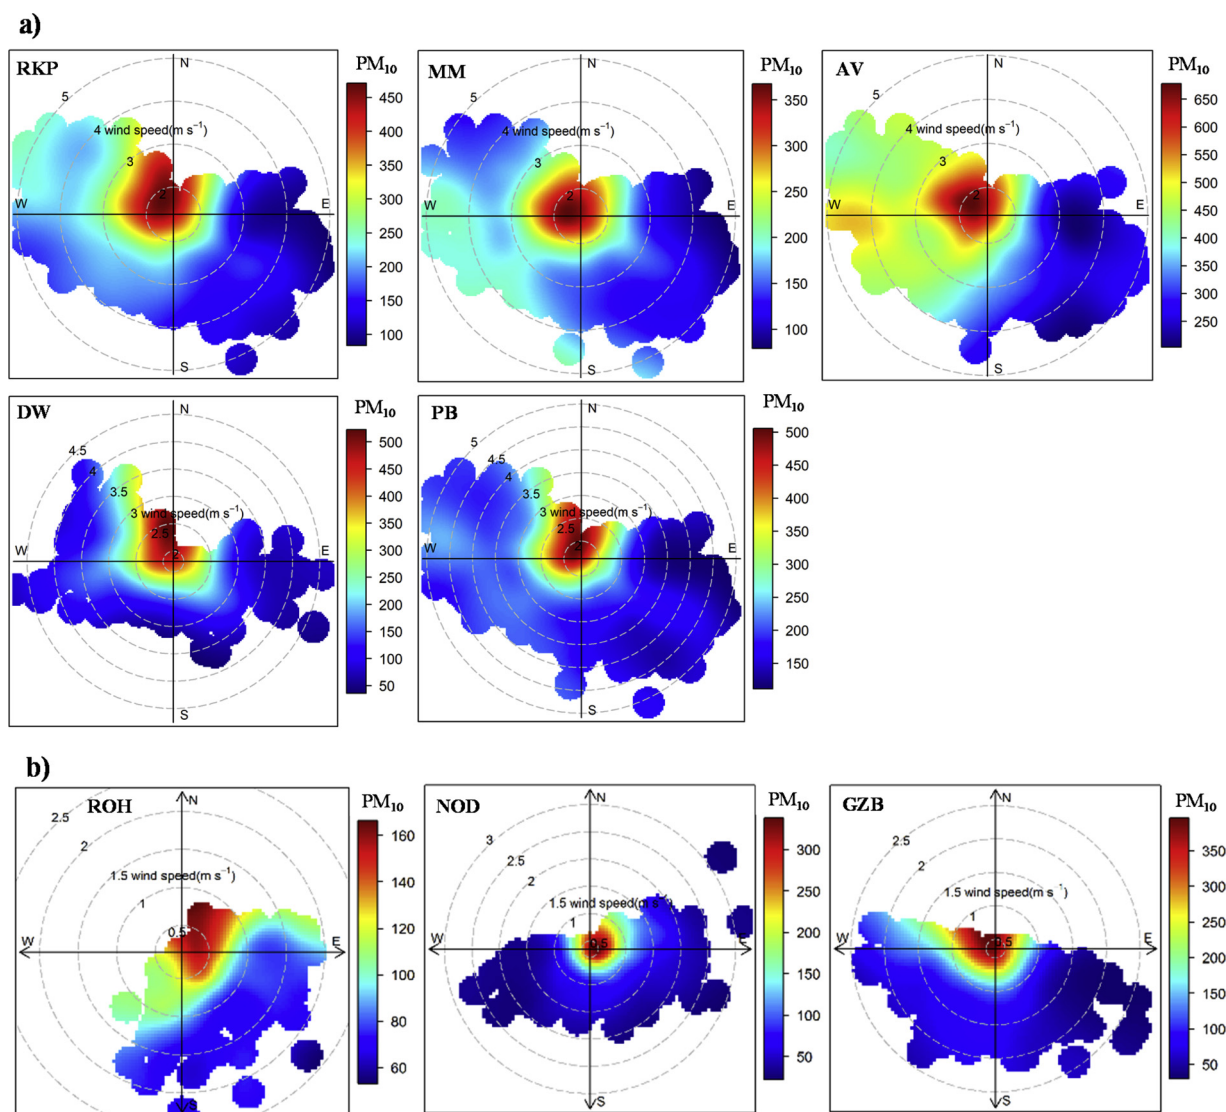 a)
RKP
N
W
E
S
5
4 wind speed(m s⁻¹)
3
2
PM₁₀
450
400
350
300
250
200
150
100
MM
N
W
E
S
5
4 wind speed(m s⁻¹)
3
2
PM₁₀
350
300
250
200
150
100
AV
N
W
E
S
5
4 wind speed(m s⁻¹)
3
2
PM₁₀
650
600
550
500
450
400
350
300
250
DW
N
W
E
S
4.5
4
3.5
3 wind speed(m s⁻¹)
2.5
2
PM₁₀
500
450
400
350
300
250
200
150
100
50
PB
N
W
E
S
5
4.5
4
3.5
3 wind speed(m s⁻¹)
2.5
2
PM₁₀
500
450
400
350
300
250
200
150
b)
ROH
N
W
E
S
2.5
2
1.5 wind speed(m s⁻¹)
1
0.5
PM₁₀
160
140
120
100
80
60
NOD
N
W
E
S
3
2.5
2
1.5 wind speed(m s⁻¹)
1
0.5
PM₁₀
300
250
200
150
100
50
GZB
N
W
E
S
2.5
2
1.5 wind speed(m s⁻¹)
1
0.5
PM₁₀
350
300
250
200
150
100
50